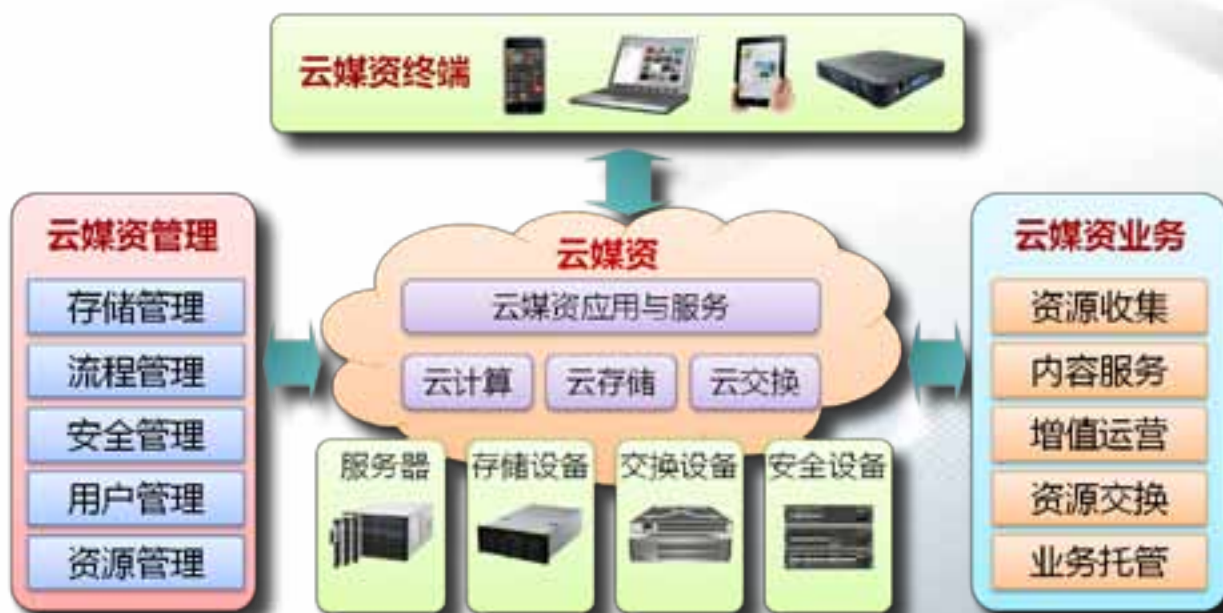 云媒资终端
云媒资管理
存储管理
流程管理
安全管理
用户管理
资源管理
云媒资
云媒资应用与服务
云计算 云存储 云交换
服务器 存储设备 交换设备 安全设备
云媒资业务
资源收集
内容服务
增值运营
资源交换
业务托管